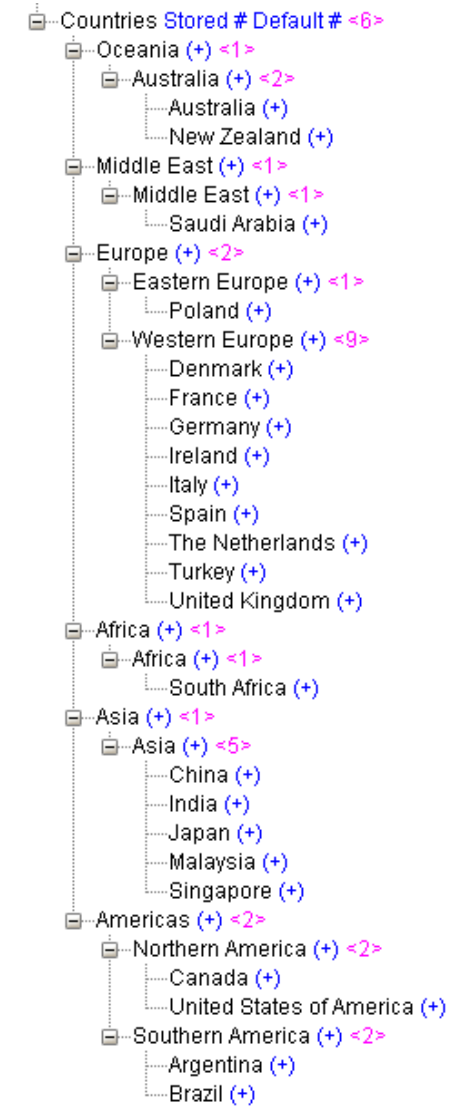 Countries Stored # Default # <6>
Oceania (+) <1>
Australia (+) <2>
Australia (+)
New Zealand (+)
Middle East (+) <1>
Middle East (+) <1>
Saudi Arabia (+)
Europe (+) <2>
Eastern Europe (+) <1>
Poland (+)
Western Europe (+) <9>
Denmark (+)
France (+)
Germany (+)
Ireland (+)
Italy (+)
Spain (+)
The Netherlands (+)
Turkey (+)
United Kingdom (+)
Africa (+) <1>
Africa (+) <1>
South Africa (+)
Asia (+) <1>
Asia (+) <5>
China (+)
India (+)
Japan (+)
Malaysia (+)
Singapore (+)
Americas (+) <2>
Northern America (+) <2>
Canada (+)
United States of America (+)
Southern America (+) <2>
Argentina (+)
Brazil (+)